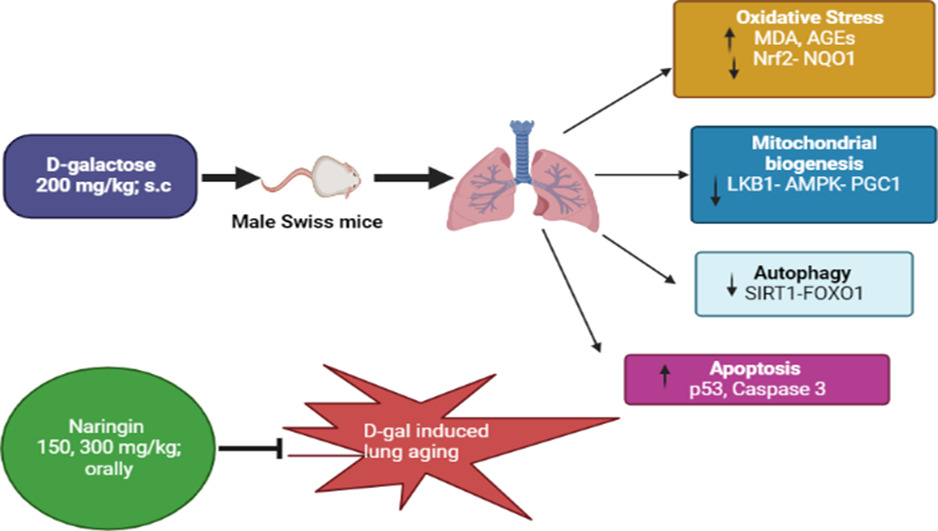 Oxidative Stress
MDA, AGEs
Nrf2- NQO1
D-galactose
200 mg/kg; s.c
Male Swiss mice
Mitochondrial
biogenesis
LKB1- AMPK- PGC1
Autophagy
SIRT1-FOXO1
Apoptosis
p53, Caspase 3
Naringin
150, 300 mg/kg;
orally
D-gal induced
lung aging